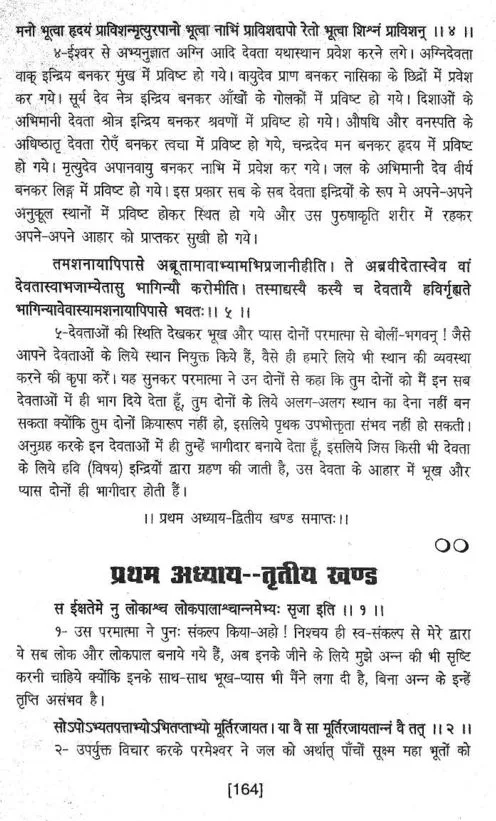 मनो भूत्वा हृदयं प्राविशन्मृत्युरपानो भूत्वा नाभिं प्राविशदापो रेतो भूत्वा शिश्नं प्राविशन् ।। ४ ।।
४-ईश्वर से अभ्यनुज्ञात अग्नि आदि देवता यथास्थान प्रवेश करने लगे। अग्निदेवता
वाक् इन्द्रिय बनकर मुंख में प्रविष्ट हो गये। वायुदेव प्राण बनकर नासिका के छिद्रों में प्रवेश
कर गये। सूर्य देव नेत्र इन्द्रिय बनकर आँखों के गोलकों में प्रविष्ट हो गये। दिशाओं के
अभिमानी देवता श्रोत्र इन्द्रिय बनकर श्रवणों में प्रविष्ट हो गये। औषधि और वनस्पति के
अधिष्ठातृ देवता रोएँ बनकर त्वचा में प्रविष्ट हो गये, चन्द्रदेव मन बनकर हृदय में प्रविष्ट
हो गये। मृत्युदेव अपानवायु बनकर नाभि में प्रवेश कर गये। जल के अभिमानी देव वीर्य
बनकर लिङ्ग में प्रविष्ट हो गये। इस प्रकार सब के सब देवता इन्द्रियों के रूप मे अपने-अपने
अनुकूल स्थानों में प्रविष्ट होकर स्थित हो गये और उस पुरुषाकृति शरीर में रहकर
अपने-अपने आहार को प्राप्तकर सुखी हो गये।
तमशनायापिपासे अब्रूतामावाभ्यामभिप्रजानीहीति। ते अब्रवीदेतास्वेव वां
देवतास्वाभजाम्येतासु भागिन्यौ करोमीति। तस्माद्यस्यै कस्यै च देवतायै हविर्गृह्यते
भागिन्यादेवास्यामशनायापिपासे भवतः।। ५ ।।
५-देवताओं की स्थिति देखकर भूख और प्यास दोनों परमात्मा से बोलीं-भगवन् ! जैसे
आपने देवताओं के लिये स्थान नियुक्त किये हैं, वैसे ही हमारे लिये भी स्थान की व्यवस्था
करने की कृपा करें। यह सुनकर परमात्मा ने उन दोनों से कहा कि तुम दोनों को मैं इन सब
देवताओं में ही भाग दिये देता हूँ, तुम दोनों के लिये अलग-अलग स्थान का देना नहीं बन
सकता क्योंकि तुम दोनों क्रियारूप नहीं हो, इसलिये पृथक उपभोक्तृता संभव नहीं हो सकती।
अनुग्रह करके इन देवताओं में ही तुम्हें भागीदार बनाये देता हूँ, इसलिये जिस किसी भी देवता
के लिये हवि (विषय) इन्द्रियों द्वारा ग्रहण की जाती है, उस देवता के आहार में भूख और
प्यास दोनों ही भागीदार होती हैं।
।। प्रथम अध्याय-द्वितीय खण्ड समाप्तः।।
प्रथम अध्याय--तृतीय खण्ड
स ईक्षतेमे नु लोकाश्च लोकपालाश्चान्नमेभ्यः सृजा इति ।। १ ।।
१- उस परमात्मा ने पुनः संकल्प किया-अहो ! निश्चय ही स्व-संकल्प से मेरे द्वारा
ये सब लोक और लोकपाल बनाये गये हैं, अब इनके जीने के लिये मुझे अन्न की भी सृष्टि
करनी चाहिये क्योंकि इनके साथ-साथ भूख-प्यास भी मैंने लगा दी है, बिना अन्न के इन्हें
तृप्ति असंभव है।
सोऽपोऽभ्यतपत्ताभ्योऽभितप्ताभ्यो मूर्तिरजायत। या वै सा मूर्तिरजायतान्नं वै तत् ।। २ ।।
२- उपर्युक्त विचार करके परमेश्वर ने जल को अर्थात् पाँचों सूक्ष्म महा भूतों को
[164]